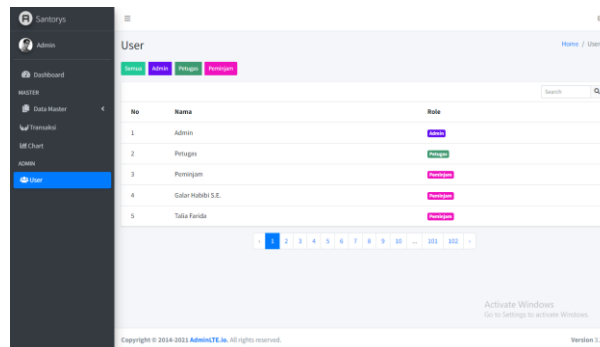 Santorys
Admin
Dashboard
MASTER
Data Master
Transaksi
Chart
ADMIN
User
User
Home / User
Semua Admin Petugas Peminjam
Search
No Nama Role
1 Admin Admin
2 Petugas Petugas
3 Peminjam Peminjam
4 Galar Habibi S.E. Peminjam
5 Talia Farida Peminjam
‹ 1 2 3 4 5 6 7 8 9 10 ... 101 102 ›
Activate Windows
Go to Settings to activate Windows.
Copyright © 2014-2021 AdminLTE.io. All rights reserved.
Version 3.